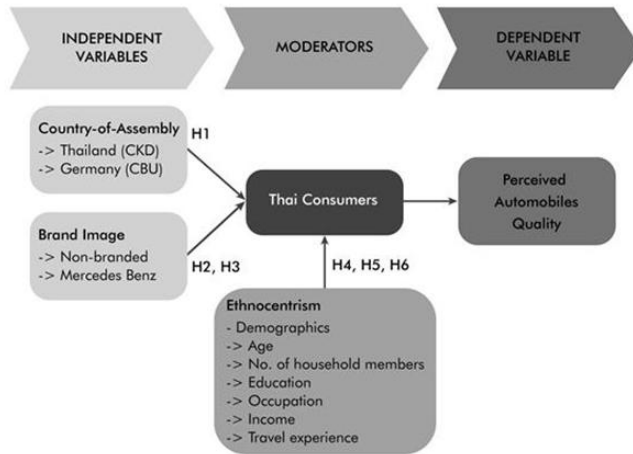 INDEPENDENT
VARIABLES
MODERATORS
DEPENDENT
VARIABLE
Country-of-Assembly
-> Thailand (CKD)
-> Germany (CBU)
H1
Brand Image
-> Non-branded
-> Mercedes Benz
H2, H3
Thai Consumers
Perceived
Automobiles
Quality
H4, H5, H6
Ethnocentrism
- Demographics
-> Age
-> No. of household members
-> Education
-> Occupation
-> Income
-> Travel experience